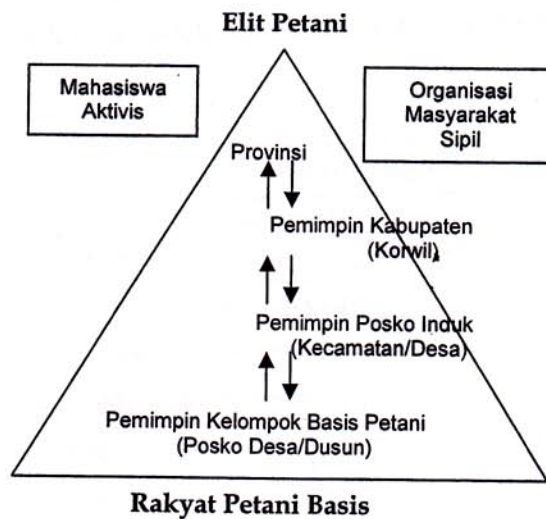 Elit Petani
Mahasiswa
Aktivis
Organisasi
Masyarakat
Sipil
Provinsi
Pemimpin Kabupaten
(Korwil)
Pemimpin Posko Induk
(Kecamatan/Desa)
Pemimpin Kelompok Basis Petani
(Posko Desa/Dusun)
Rakyat Petani Basis